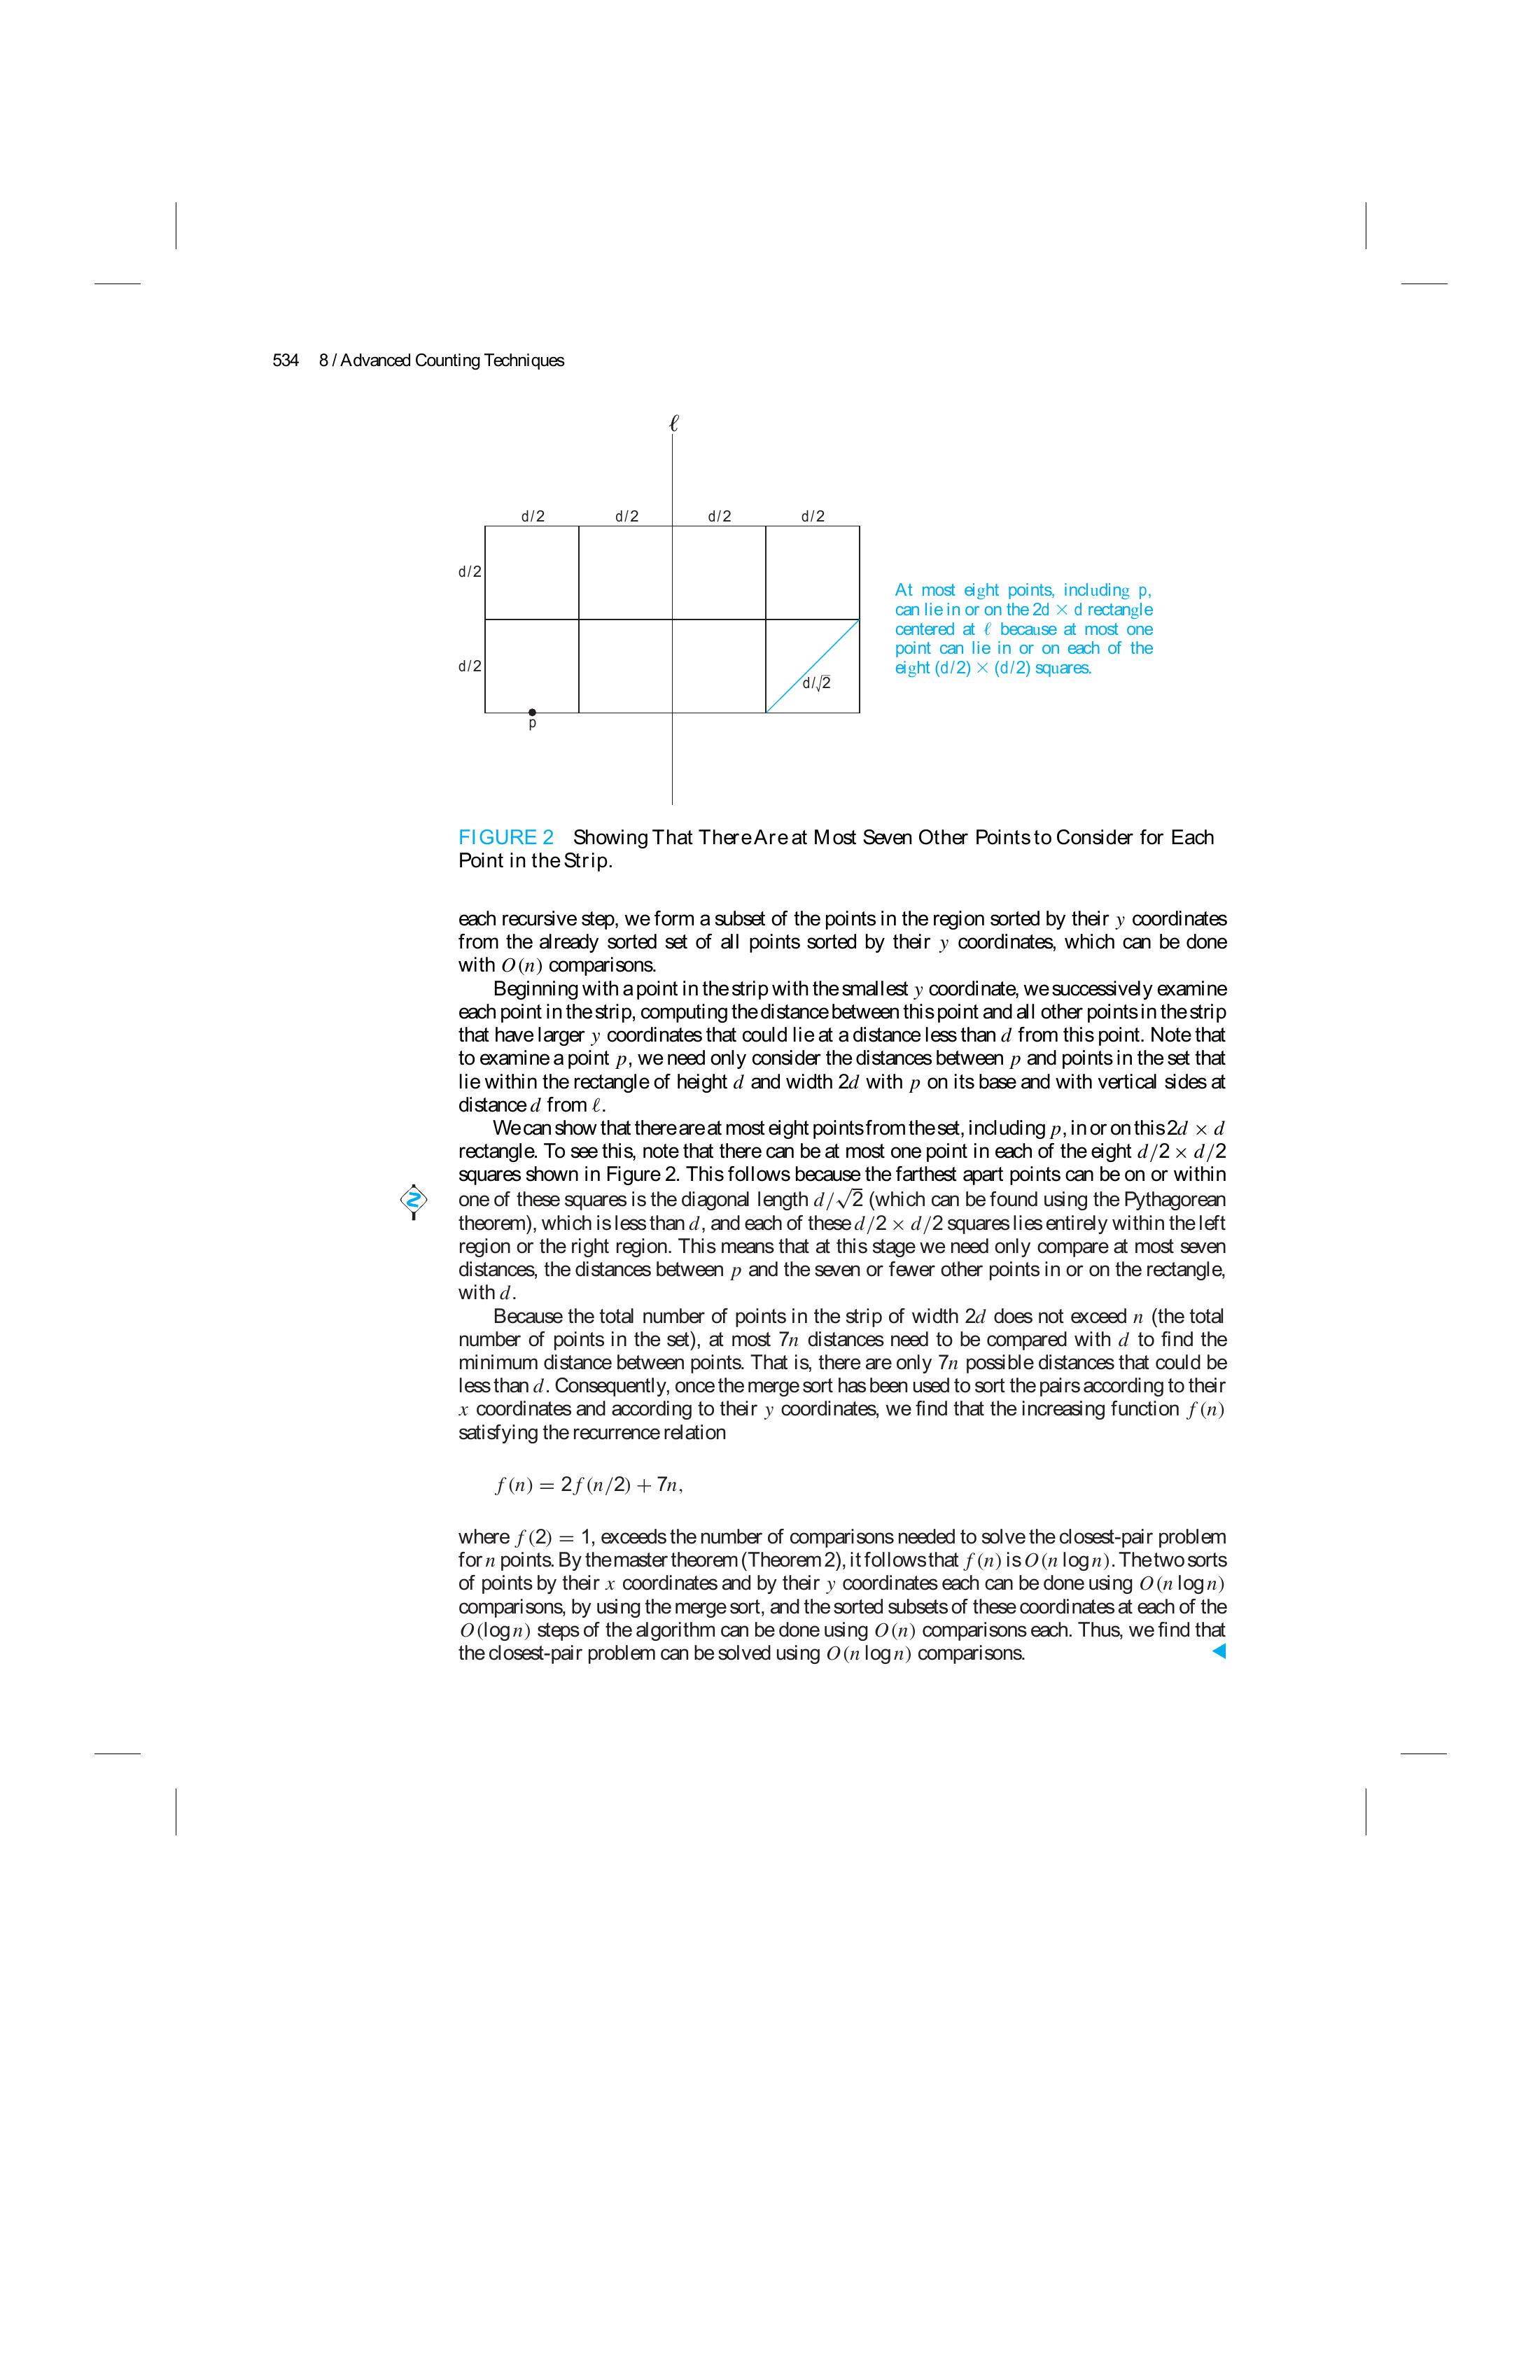 534 8 / Advanced Counting Techniques
ℓ
d/2 d/2 d/2 d/2
d/2
d/2
d/√2
p
At most eight points, including p,
can lie in or on the 2d × d rectangle
centered at ℓ because at most one
point can lie in or on each of the
eight (d/2) × (d/2) squares.
FIGURE 2 Showing That There Are at Most Seven Other Points to Consider for Each
Point in the Strip.
each recursive step, we form a subset of the points in the region sorted by their y coordinates
from the already sorted set of all points sorted by their y coordinates, which can be done
with O(n) comparisons.
Beginning with a point in the strip with the smallest y coordinate, we successively examine
each point in the strip, computing the distance between this point and all other points in the strip
that have larger y coordinates that could lie at a distance less than d from this point. Note that
to examine a point p, we need only consider the distances between p and points in the set that
lie within the rectangle of height d and width 2d with p on its base and with vertical sides at
distance d from ℓ.
We can show that there are at most eight points from the set, including p, in or on this 2d × d
rectangle. To see this, note that there can be at most one point in each of the eight d/2 × d/2
squares shown in Figure 2. This follows because the farthest apart points can be on or within
one of these squares is the diagonal length d/√2 (which can be found using the Pythagorean
theorem), which is less than d, and each of these d/2 × d/2 squares lies entirely within the left
region or the right region. This means that at this stage we need only compare at most seven
distances, the distances between p and the seven or fewer other points in or on the rectangle,
with d.
Because the total number of points in the strip of width 2d does not exceed n (the total
number of points in the set), at most 7n distances need to be compared with d to find the
minimum distance between points. That is, there are only 7n possible distances that could be
less than d. Consequently, once the merge sort has been used to sort the pairs according to their
x coordinates and according to their y coordinates, we find that the increasing function f(n)
satisfying the recurrence relation
f(n) = 2f(n/2) + 7n,
where f(2) = 1, exceeds the number of comparisons needed to solve the closest-pair problem
for n points. By the master theorem (Theorem 2), it follows that f(n) is O(n log n). The two sorts
of points by their x coordinates and by their y coordinates each can be done using O(n log n)
comparisons, by using the merge sort, and the sorted subsets of these coordinates at each of the
O(log n) steps of the algorithm can be done using O(n) comparisons each. Thus, we find that
the closest-pair problem can be solved using O(n log n) comparisons.